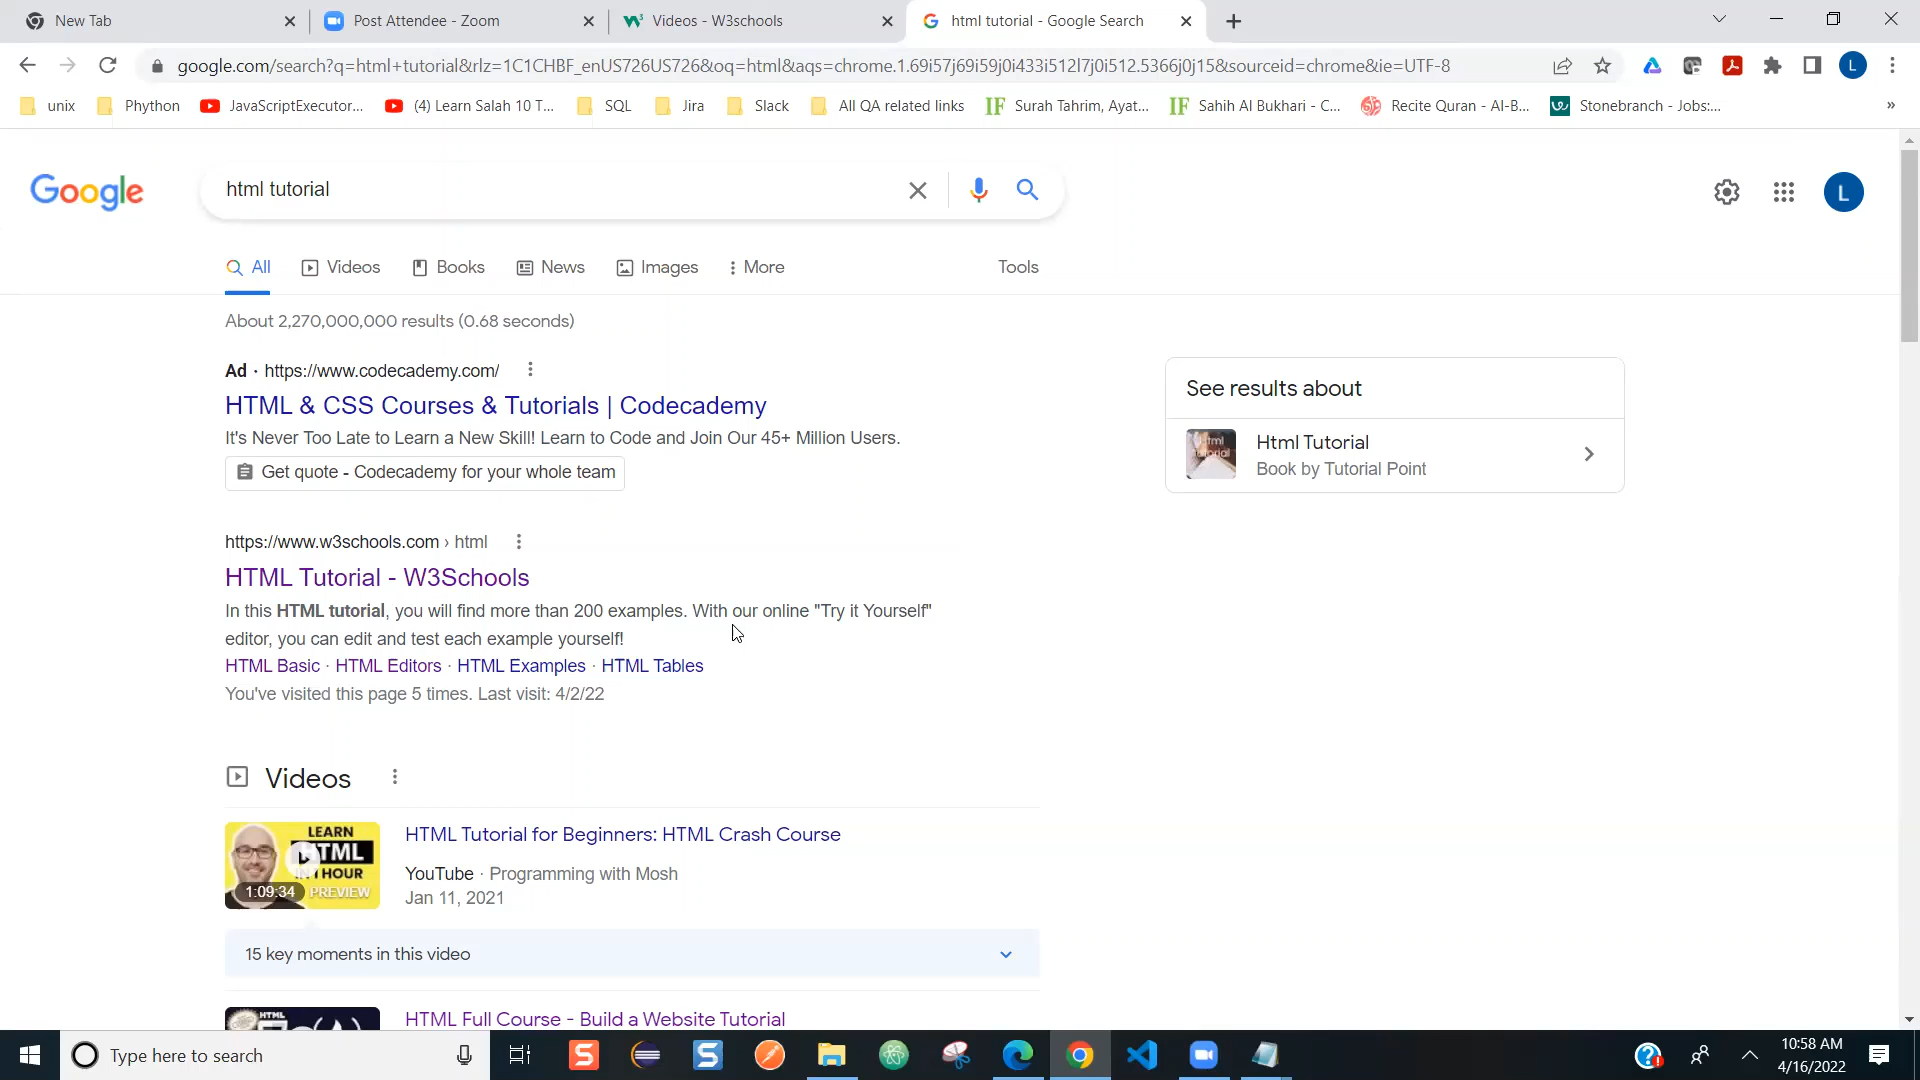 New Tab
Post Attendee - Zoom
Videos - W3schools
html tutorial - Google Search
google.com/search?q=html+tutorial&rlz=1C1CHBF_enUS726US726&oq=html&aqs=chrome.1.69i57j69i59j0i433i512l7j0i512.5366j0j15&sourceid=chrome&ie=UTF-8
L
unix
Phython
JavaScriptExecutor...
(4) Learn Salah 10 T...
SQL
Jira
Slack
All QA related links
Surah Tahrim, Ayat...
Sahih Al Bukhari - C...
Recite Quran - Al-B...
Stonebranch - Jobs:...
»
Google
html tutorial
L
All
Videos
Books
News
Images
More
Tools
About 2,270,000,000 results (0.68 seconds)
Ad · https://www.codecademy.com/
HTML & CSS Courses & Tutorials | Codecademy
It's Never Too Late to Learn a New Skill! Learn to Code and Join Our 45+ Million Users.
Get quote - Codecademy for your whole team
See results about
Html Tutorial
Book by Tutorial Point
https://www.w3schools.com › html
HTML Tutorial - W3Schools
In this HTML tutorial, you will find more than 200 examples. With our online "Try it Yourself"
editor, you can edit and test each example yourself!
HTML Basic · HTML Editors · HTML Examples · HTML Tables
You've visited this page 5 times. Last visit: 4/2/22
Videos
LEARN
HTML
IN 1 HOUR
1:09:34 PREVIEW
HTML Tutorial for Beginners: HTML Crash Course
YouTube · Programming with Mosh
Jan 11, 2021
15 key moments in this video
HTML
HTML Full Course - Build a Website Tutorial
Type here to search
10:58 AM
4/16/2022